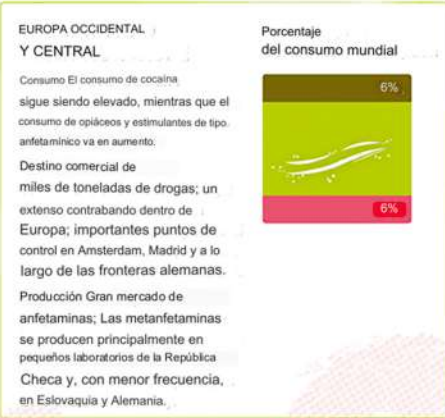 EUROPA OCCIDENTAL
Y CENTRAL
Consumo El consumo de cocaína
sigue siendo elevado, mientras que el
consumo de opiáceos y estimulantes de tipo
anfetamínico va en aumento.
Destino comercial de
miles de toneladas de drogas; un
extenso contrabando dentro de
Europa; importantes puntos de
control en Amsterdam, Madrid y a lo
largo de las fronteras alemanas.
Producción Gran mercado de
anfetaminas; Las metanfetaminas
se producen principalmente en
pequeños laboratorios de la República
Checa y, con menor frecuencia,
en Eslovaquia y Alemania.
Porcentaje
del consumo mundial
6%
6%